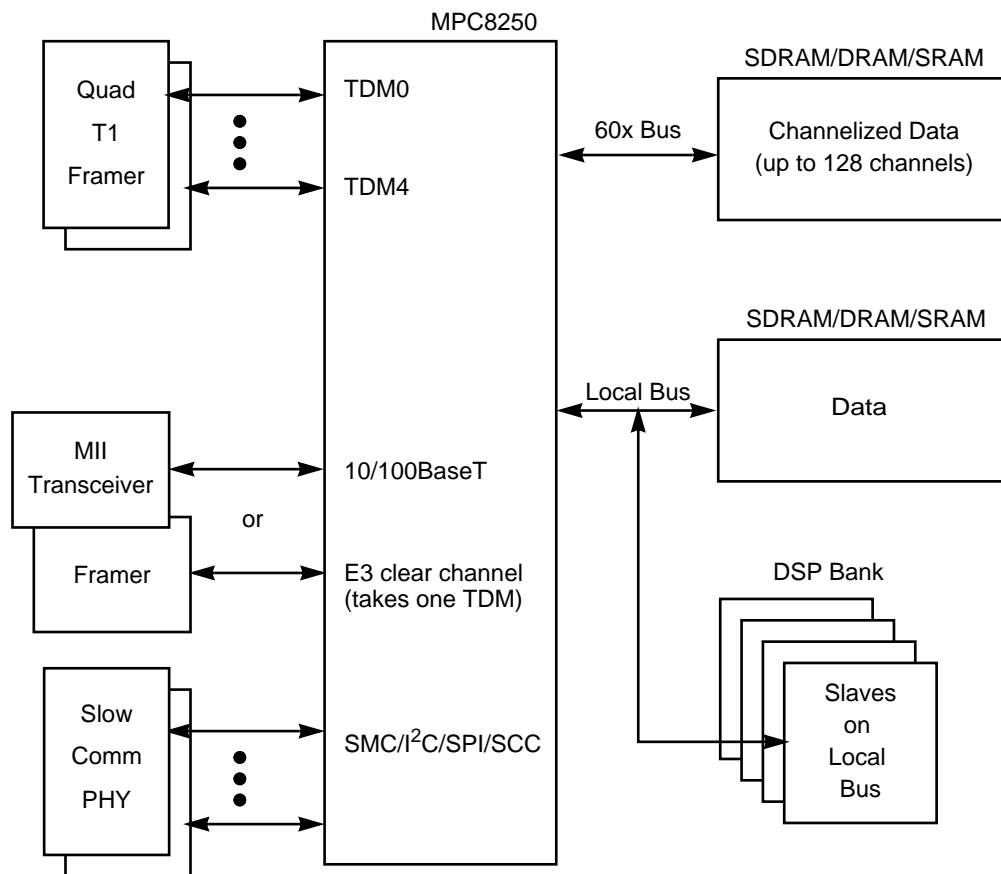 MPC8250
Quad
T1
Framer
TDM0
TDM4
60x Bus
SDRAM/DRAM/SRAM
Channelized Data
(up to 128 channels)
SDRAM/DRAM/SRAM
Local Bus
Data
MII
Transceiver
10/100BaseT
or
Framer
E3 clear channel
(takes one TDM)
DSP Bank
Slaves
on
Local
Bus
Slow
Comm
PHY
SMC/I²C/SPI/SCC